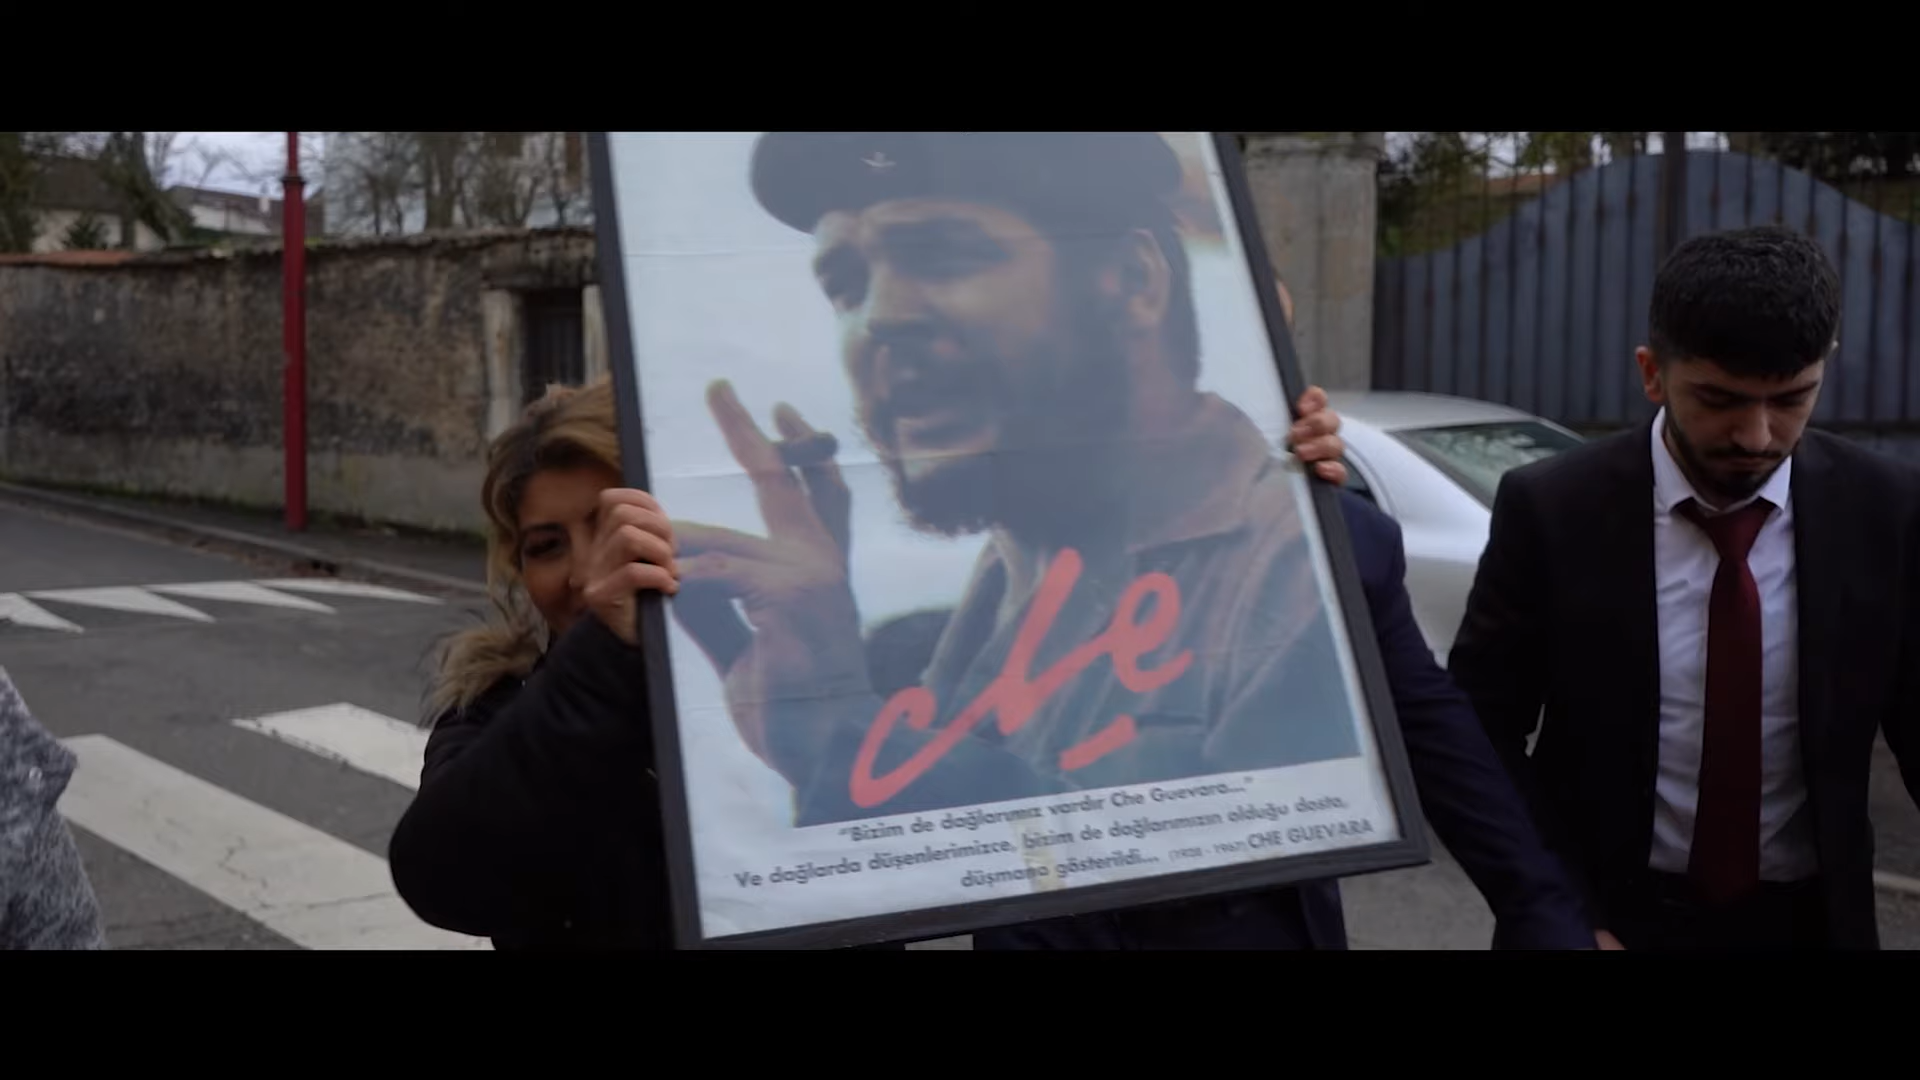 che
"Bizim de dağlarımız vardır Che Guevara..."
Ve dağlarda düşenlerimizce, bizim de dağlarımızın olduğu dosta,
düşmana gösterildi... (1928 - 1967) CHE GUEVARA